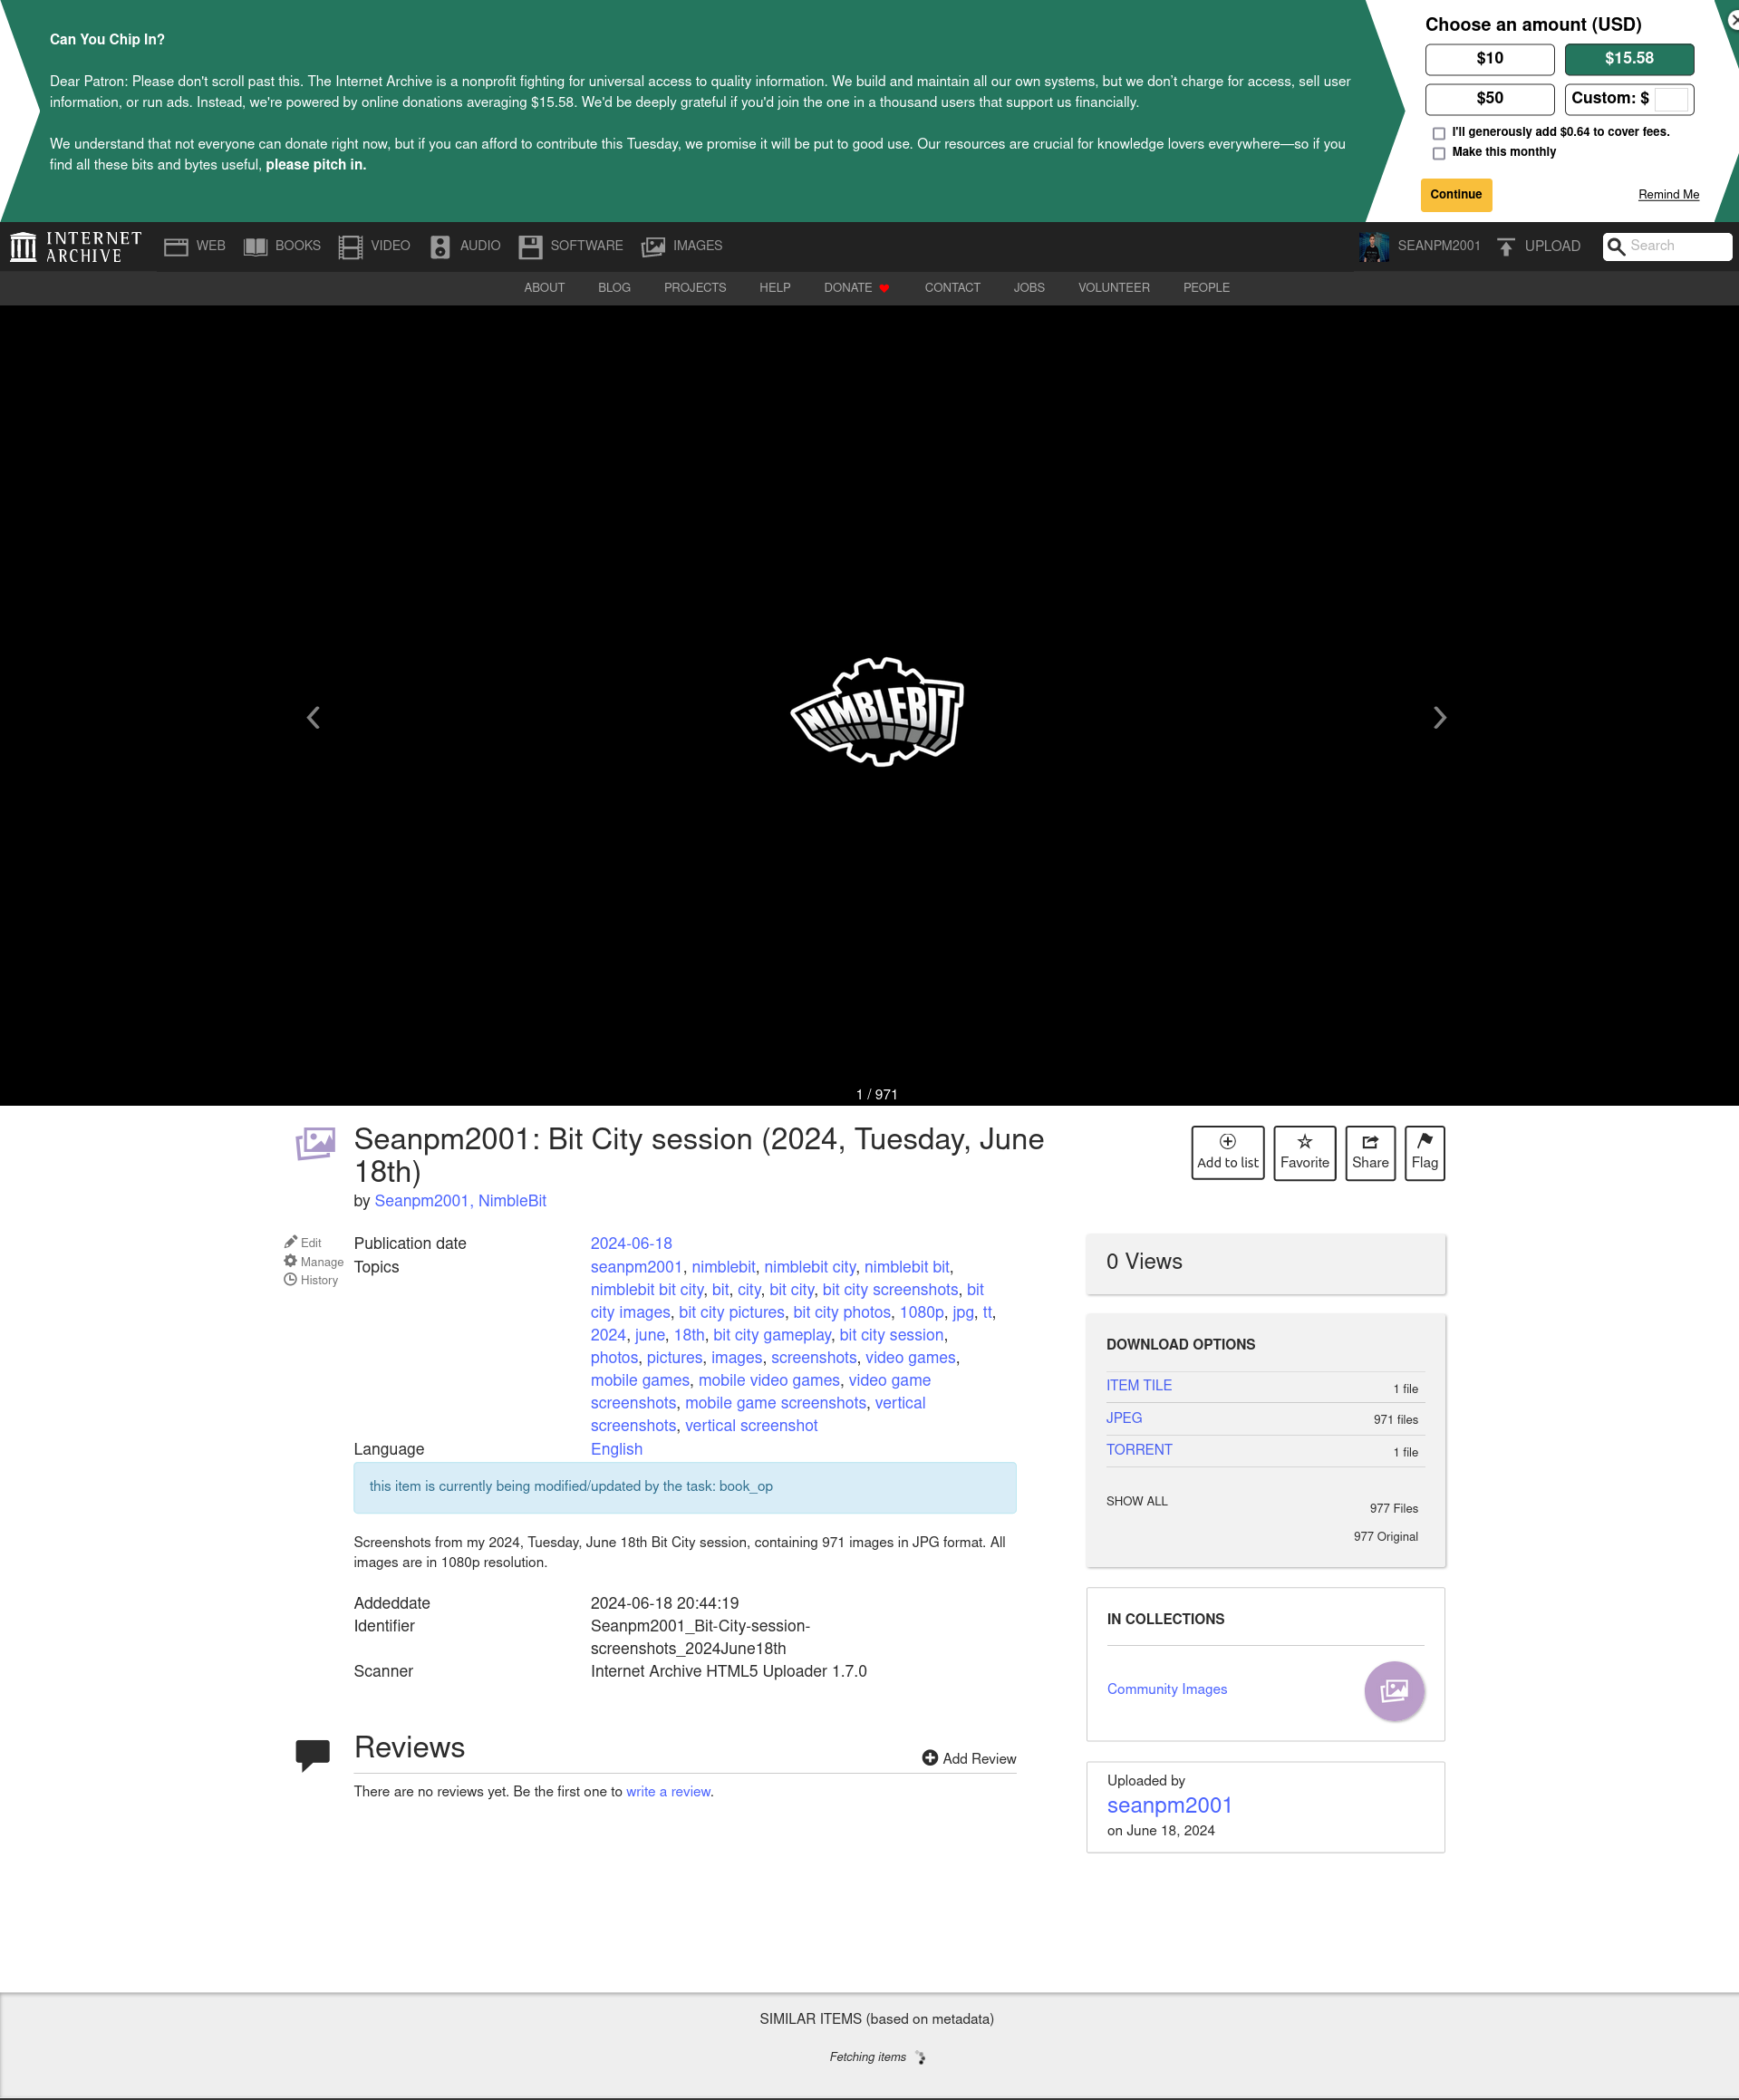 Can You Chip In?
Dear Patron: Please don't scroll past this. The Internet Archive is a nonprofit fighting for universal access to quality information. We build and maintain all our own systems, but we don’t charge for access, sell user
information, or run ads. Instead, we're powered by online donations averaging $15.58. We'd be deeply grateful if you'd join the one in a thousand users that support us financially.
We understand that not everyone can donate right now, but if you can afford to contribute this Tuesday, we promise it will be put to good use. Our resources are crucial for knowledge lovers everywhere—so if you
find all these bits and bytes useful, please pitch in.
Choose an amount (USD)
$10
$15.58
$50
Custom: $
I'll generously add $0.64 to cover fees.
Make this monthly
Continue
Remind Me
INTERNET
ARCHIVE
WEB
BOOKS
VIDEO
AUDIO
SOFTWARE
IMAGES
SEANPM2001
UPLOAD
Search
ABOUT
BLOG
PROJECTS
HELP
DONATE
CONTACT
JOBS
VOLUNTEER
PEOPLE
NIMBLEBIT
1 / 971
Seanpm2001: Bit City session (2024, Tuesday, June
18th)
by Seanpm2001, NimbleBit
Add to list
Favorite
Share
Flag
Edit
Manage
History
Publication date 2024-06-18
Topics seanpm2001, nimblebit, nimblebit city, nimblebit bit,
nimblebit bit city, bit, city, bit city, bit city screenshots, bit
city images, bit city pictures, bit city photos, 1080p, jpg, tt,
2024, june, 18th, bit city gameplay, bit city session,
photos, pictures, images, screenshots, video games,
mobile games, mobile video games, video game
screenshots, mobile game screenshots, vertical
screenshots, vertical screenshot
Language English
this item is currently being modified/updated by the task: book_op
Screenshots from my 2024, Tuesday, June 18th Bit City session, containing 971 images in JPG format. All
images are in 1080p resolution.
Addeddate 2024-06-18 20:44:19
Identifier Seanpm2001_Bit-City-session-
screenshots_2024June18th
Scanner Internet Archive HTML5 Uploader 1.7.0
Reviews
Add Review
There are no reviews yet. Be the first one to write a review.
0 Views
DOWNLOAD OPTIONS
ITEM TILE 1 file
JPEG 971 files
TORRENT 1 file
SHOW ALL 977 Files
977 Original
IN COLLECTIONS
Community Images
Uploaded by
seanpm2001
on June 18, 2024
SIMILAR ITEMS (based on metadata)
Fetching items